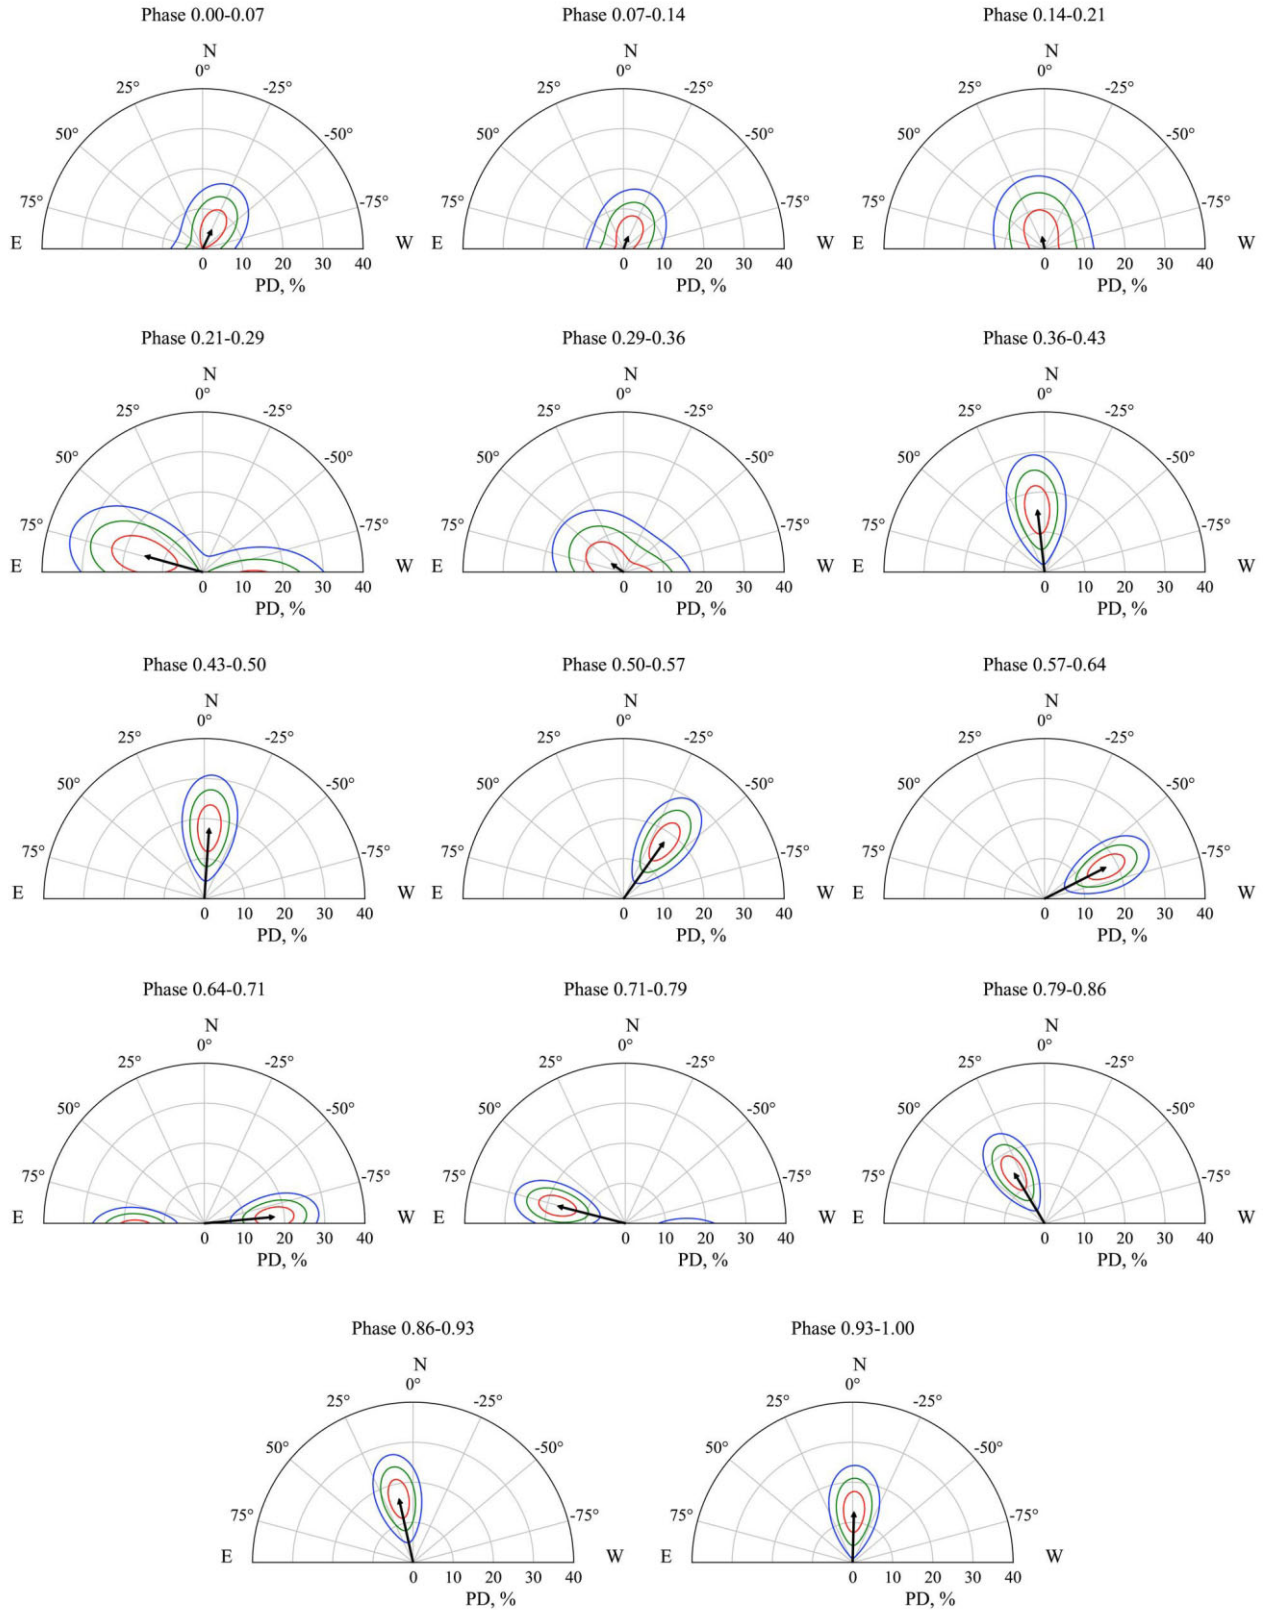 Phase 0.00-0.07
Phase 0.07-0.14
Phase 0.14-0.21
N
N
N
0°
0°
0°
25°
-25°
25°
-25°
25°
-25°
50°
-50°
50°
-50°
50°
-50°
75°
-75°
75°
-75°
75°
-75°
E
W
E
W
E
W
0 10 20 30 40
0 10 20 30 40
0 10 20 30 40
PD, %
PD, %
PD, %
Phase 0.21-0.29
Phase 0.29-0.36
Phase 0.36-0.43
N
N
N
0°
0°
0°
25°
-25°
25°
-25°
25°
-25°
50°
-50°
50°
-50°
50°
-50°
75°
-75°
75°
-75°
75°
-75°
E
W
E
W
E
W
0 10 20 30 40
0 10 20 30 40
0 10 20 30 40
PD, %
PD, %
PD, %
Phase 0.43-0.50
Phase 0.50-0.57
Phase 0.57-0.64
N
N
N
0°
0°
0°
25°
-25°
25°
-25°
25°
-25°
50°
-50°
50°
-50°
50°
-50°
75°
-75°
75°
-75°
75°
-75°
E
W
E
W
E
W
0 10 20 30 40
0 10 20 30 40
0 10 20 30 40
PD, %
PD, %
PD, %
Phase 0.64-0.71
Phase 0.71-0.79
Phase 0.79-0.86
N
N
N
0°
0°
0°
25°
-25°
25°
-25°
25°
-25°
50°
-50°
50°
-50°
50°
-50°
75°
-75°
75°
-75°
75°
-75°
E
W
E
W
E
W
0 10 20 30 40
0 10 20 30 40
0 10 20 30 40
PD, %
PD, %
PD, %
Phase 0.86-0.93
Phase 0.93-1.00
N
N
0°
0°
25°
-25°
25°
-25°
50°
-50°
50°
-50°
75°
-75°
75°
-75°
E
W
E
W
0 10 20 30 40
0 10 20 30 40
PD, %
PD, %